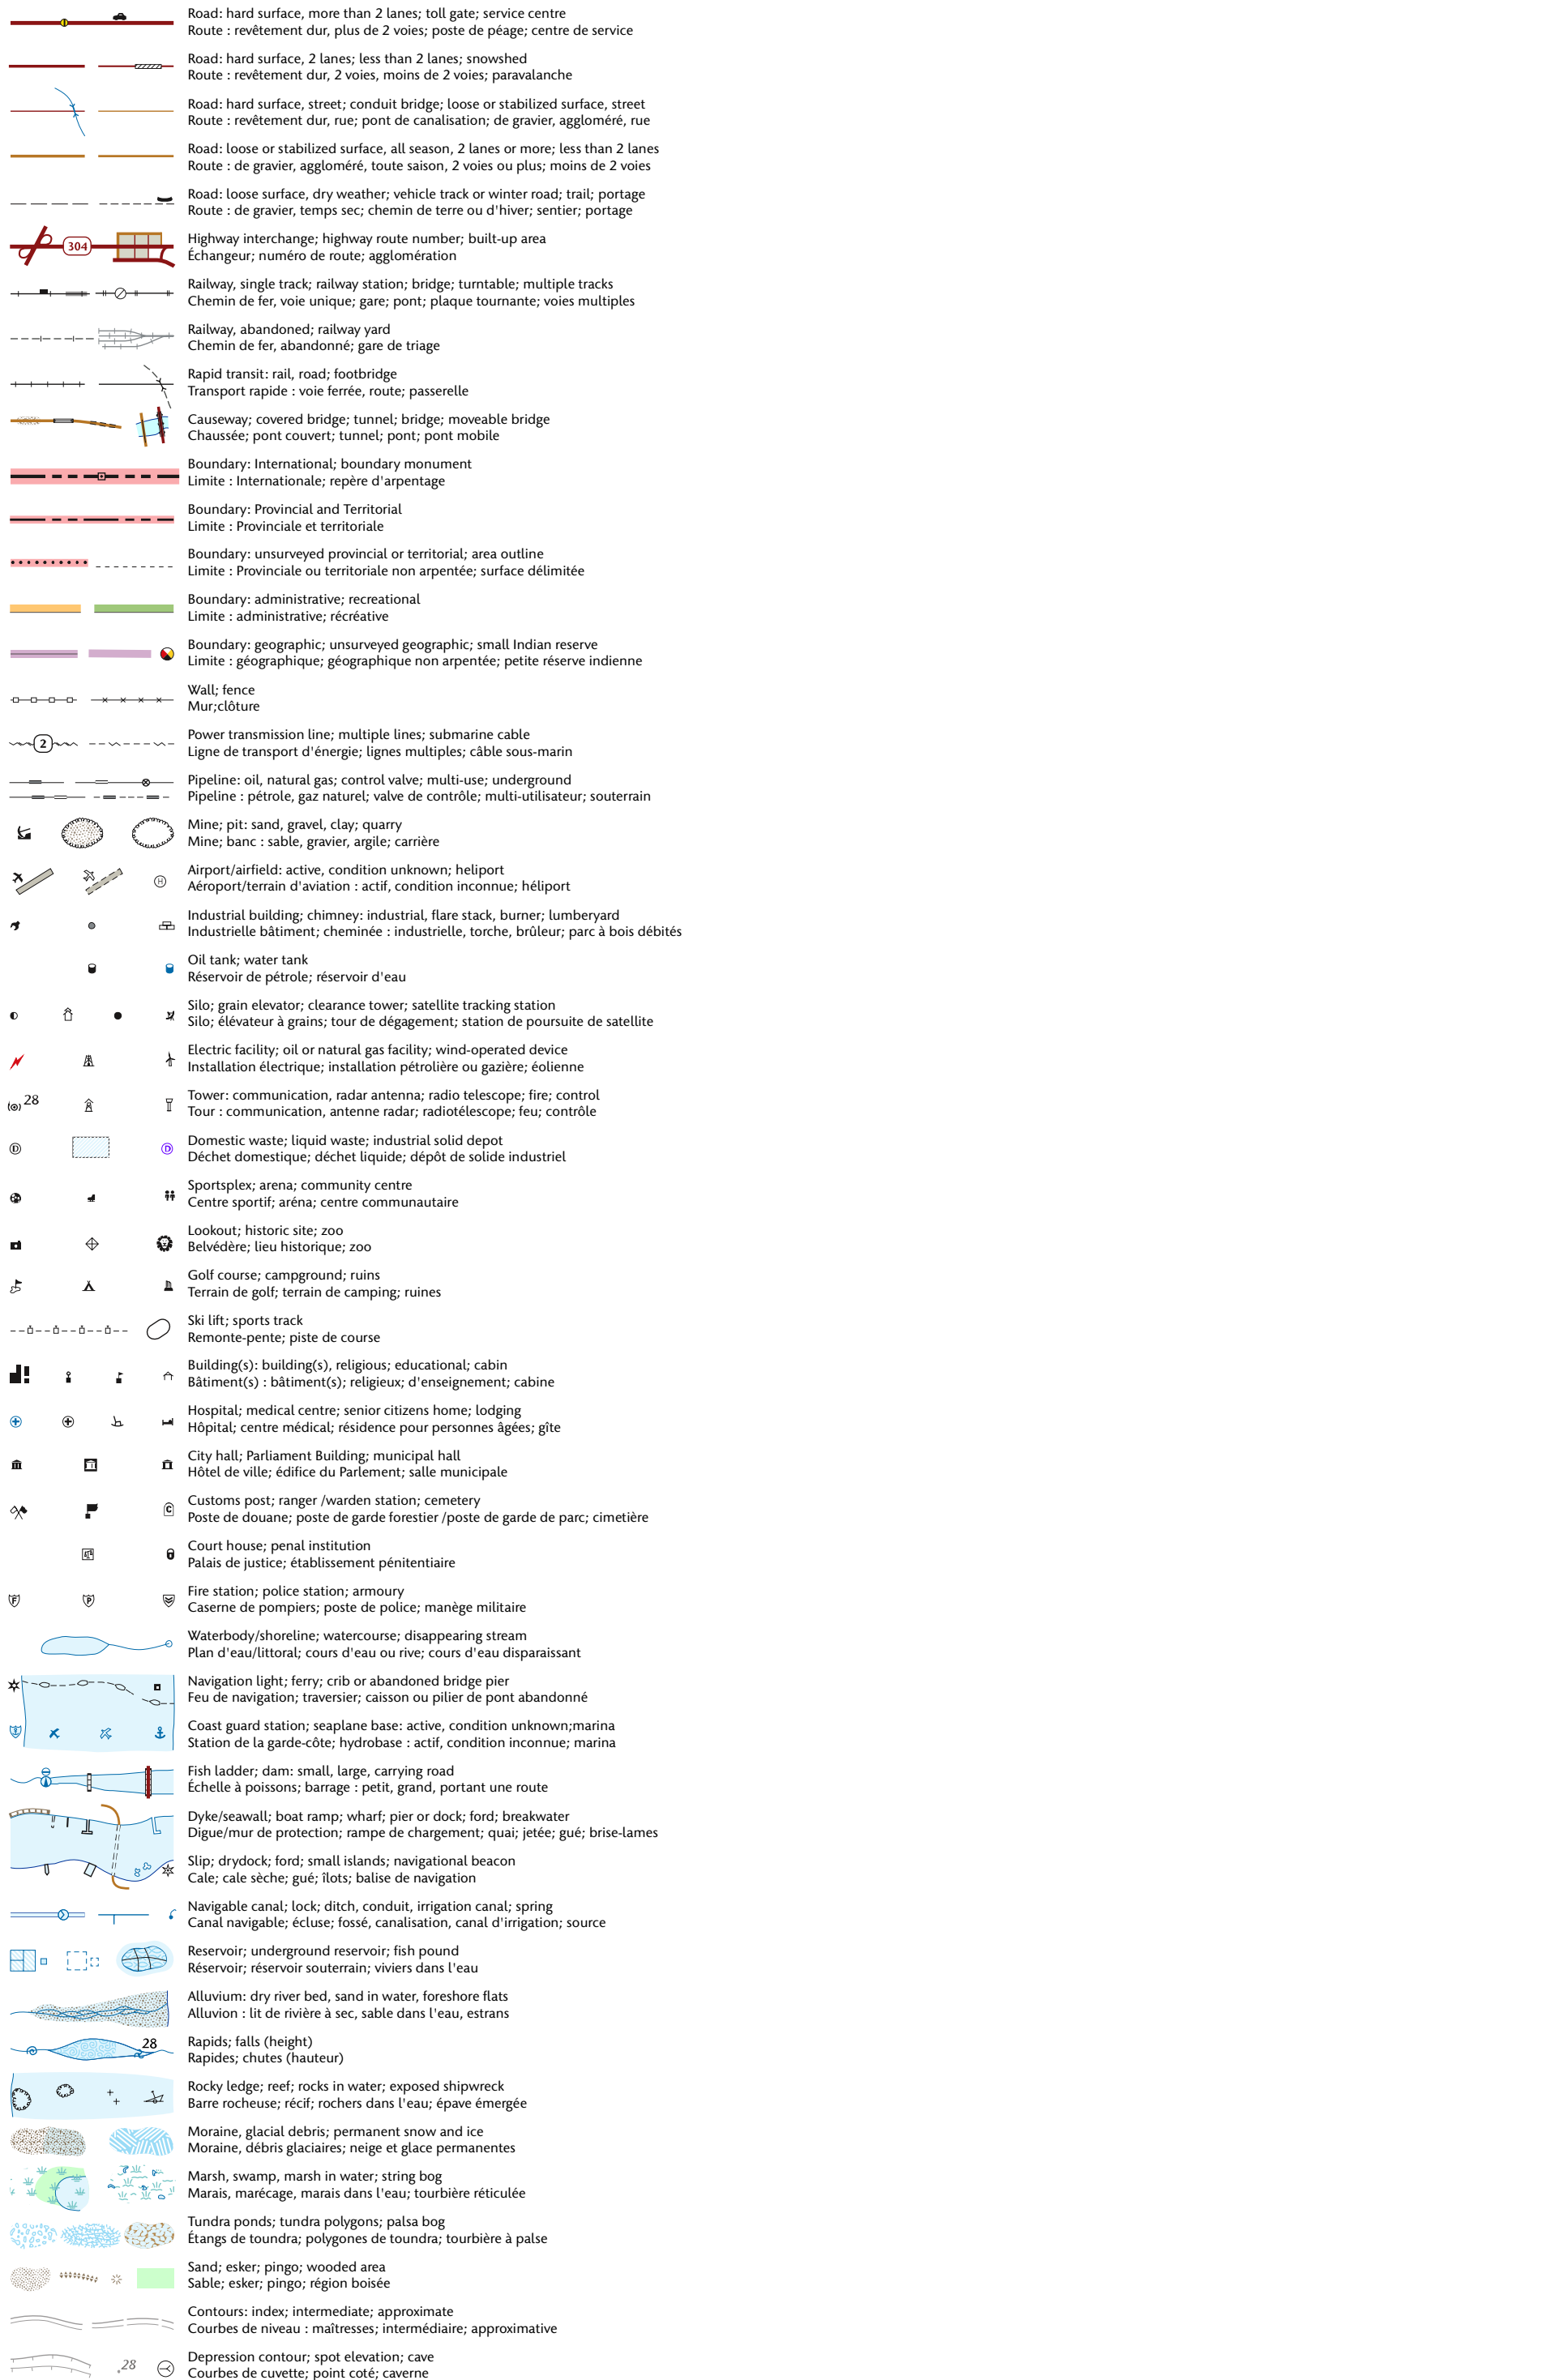 Road: hard surface, more than 2 lanes; toll gate; service centre
Route : revêtement dur, plus de 2 voies; poste de péage; centre de service
Road: hard surface, 2 lanes; less than 2 lanes; snowshed
Route : revêtement dur, 2 voies, moins de 2 voies; paravalanche
Road: hard surface, street; conduit bridge; loose or stabilized surface, street
Route : revêtement dur, rue; pont de canalisation; de gravier, aggloméré, rue
Road: loose or stabilized surface, all season, 2 lanes or more; less than 2 lanes
Route : de gravier, aggloméré, toute saison, 2 voies ou plus; moins de 2 voies
Road: loose surface, dry weather; vehicle track or winter road; trail; portage
Route : de gravier, temps sec; chemin de terre ou d'hiver; sentier; portage
304
Highway interchange; highway route number; built-up area
Échangeur; numéro de route; agglomération
Railway, single track; railway station; bridge; turntable; multiple tracks
Chemin de fer, voie unique; gare; pont; plaque tournante; voies multiples
Railway, abandoned; railway yard
Chemin de fer, abandonné; gare de triage
Rapid transit: rail, road; footbridge
Transport rapide : voie ferrée, route; passerelle
Causeway; covered bridge; tunnel; bridge; moveable bridge
Chaussée; pont couvert; tunnel; pont; pont mobile
Boundary: International; boundary monument
Limite : Internationale; repère d'arpentage
Boundary: Provincial and Territorial
Limite : Provinciale et territoriale
Boundary: unsurveyed provincial or territorial; area outline
Limite : Provinciale ou territoriale non arpentée; surface délimitée
Boundary: administrative; recreational
Limite : administrative; récréative
Boundary: geographic; unsurveyed geographic; small Indian reserve
Limite : géographique; géographique non arpentée; petite réserve indienne
Wall; fence
Mur;clôture
2
Power transmission line; multiple lines; submarine cable
Ligne de transport d'énergie; lignes multiples; câble sous-marin
Pipeline: oil, natural gas; control valve; multi-use; underground
Pipeline : pétrole, gaz naturel; valve de contrôle; multi-utilisateur; souterrain
Mine; pit: sand, gravel, clay; quarry
Mine; banc : sable, gravier, argile; carrière
H
Airport/airfield: active, condition unknown; heliport
Aéroport/terrain d'aviation : actif, condition inconnue; héliport
Industrial building; chimney: industrial, flare stack, burner; lumberyard
Industrielle bâtiment; cheminée : industrielle, torche, brûleur; parc à bois débités
Oil tank; water tank
Réservoir de pétrole; réservoir d'eau
Silo; grain elevator; clearance tower; satellite tracking station
Silo; élévateur à grains; tour de dégagement; station de poursuite de satellite
Electric facility; oil or natural gas facility; wind-operated device
Installation électrique; installation pétrolière ou gazière; éolienne
28
Tower: communication, radar antenna; radio telescope; fire; control
Tour : communication, antenne radar; radiotélescope; feu; contrôle
D D
Domestic waste; liquid waste; industrial solid depot
Déchet domestique; déchet liquide; dépôt de solide industriel
Sportsplex; arena; community centre
Centre sportif; aréna; centre communautaire
Lookout; historic site; zoo
Belvédère; lieu historique; zoo
Golf course; campground; ruins
Terrain de golf; terrain de camping; ruines
Ski lift; sports track
Remonte-pente; piste de course
Building(s): building(s), religious; educational; cabin
Bâtiment(s) : bâtiment(s); religieux; d'enseignement; cabine
Hospital; medical centre; senior citizens home; lodging
Hôpital; centre médical; résidence pour personnes âgées; gîte
City hall; Parliament Building; municipal hall
Hôtel de ville; édifice du Parlement; salle municipale
C
Customs post; ranger /warden station; cemetery
Poste de douane; poste de garde forestier /poste de garde de parc; cimetière
Court house; penal institution
Palais de justice; établissement pénitentiaire
F P
Fire station; police station; armoury
Caserne de pompiers; poste de police; manège militaire
Waterbody/shoreline; watercourse; disappearing stream
Plan d'eau/littoral; cours d'eau ou rive; cours d'eau disparaissant
Navigation light; ferry; crib or abandoned bridge pier
Feu de navigation; traversier; caisson ou pilier de pont abandonné
Coast guard station; seaplane base: active, condition unknown;marina
Station de la garde-côte; hydrobase : actif, condition inconnue; marina
Fish ladder; dam: small, large, carrying road
Échelle à poissons; barrage : petit, grand, portant une route
Dyke/seawall; boat ramp; wharf; pier or dock; ford; breakwater
Digue/mur de protection; rampe de chargement; quai; jetée; gué; brise-lames
Slip; drydock; ford; small islands; navigational beacon
Cale; cale sèche; gué; îlots; balise de navigation
Navigable canal; lock; ditch, conduit, irrigation canal; spring
Canal navigable; écluse; fossé, canalisation, canal d'irrigation; source
Reservoir; underground reservoir; fish pound
Réservoir; réservoir souterrain; viviers dans l'eau
Alluvium: dry river bed, sand in water, foreshore flats
Alluvion : lit de rivière à sec, sable dans l'eau, estrans
28
Rapids; falls (height)
Rapides; chutes (hauteur)
Rocky ledge; reef; rocks in water; exposed shipwreck
Barre rocheuse; récif; rochers dans l'eau; épave émergée
Moraine, glacial debris; permanent snow and ice
Moraine, débris glaciaires; neige et glace permanentes
Marsh, swamp, marsh in water; string bog
Marais, marécage, marais dans l'eau; tourbière réticulée
Tundra ponds; tundra polygons; palsa bog
Étangs de toundra; polygones de toundra; tourbière à palse
Sand; esker; pingo; wooded area
Sable; esker; pingo; région boisée
Contours: index; intermediate; approximate
Courbes de niveau : maîtresses; intermédiaire; approximative
.28
Depression contour; spot elevation; cave
Courbes de cuvette; point coté; caverne